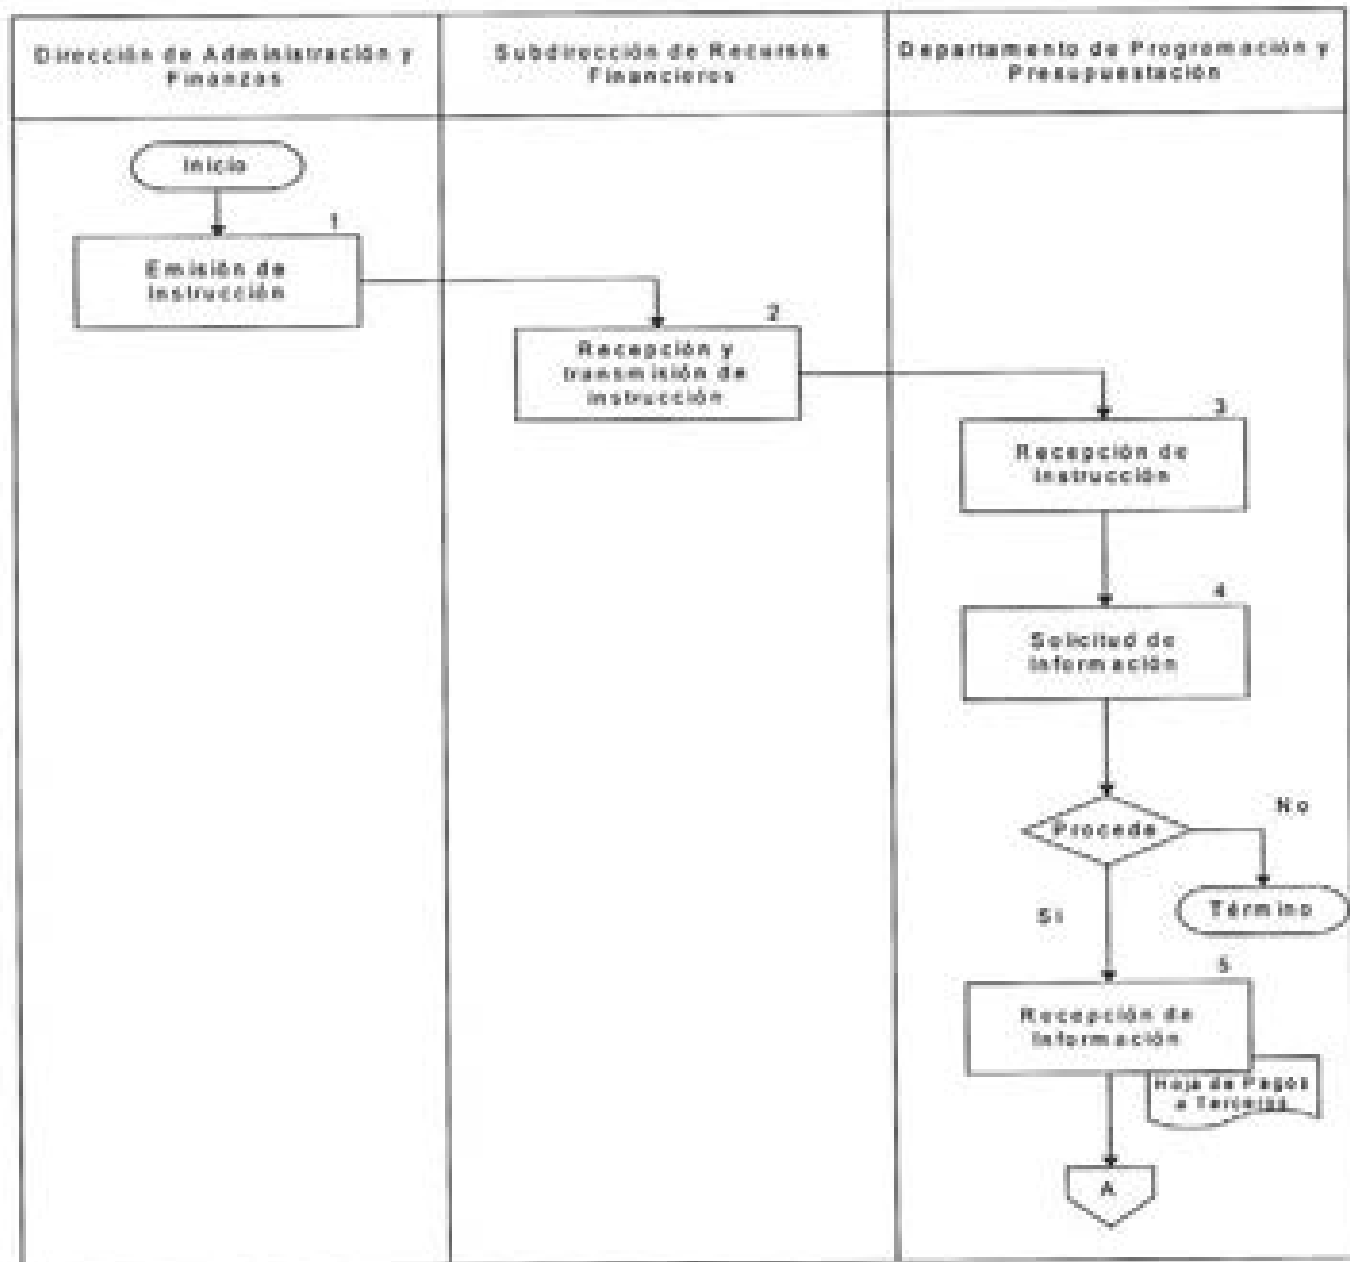 Dirección de Administración y
Finanzas
Subdirección de Recursos
Financieros
Departamento de Programación y
Presupuestación
Inicio
1
Emisión de
Instrucción
2
Recepción y
transmisión de
instrucción
3
Recepción de
Instrucción
4
Solicitud de
información
Procede
No
Término
Si
5
Recepción de
Información
Hoja de Pagos
a Terceros
A